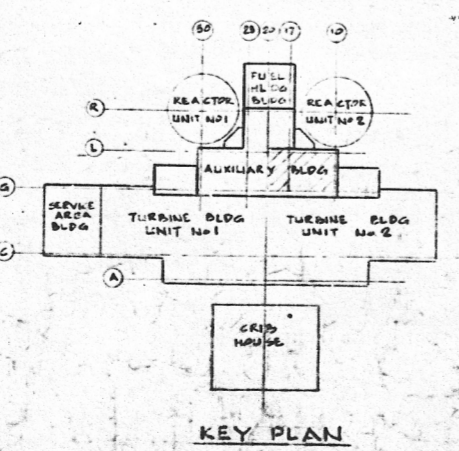 30 23 20 17 10
FUEL
HLDG
BLDG
R
REACTOR
UNIT No 1
REACTOR
UNIT No 2
L
AUXILIARY BLDG
G
SERVICE
AREA
BLDG
TURBINE BLDG
UNIT No 1
TURBINE BLDG
UNIT No. 2
C
A
CRIB
HOUSE
KEY PLAN